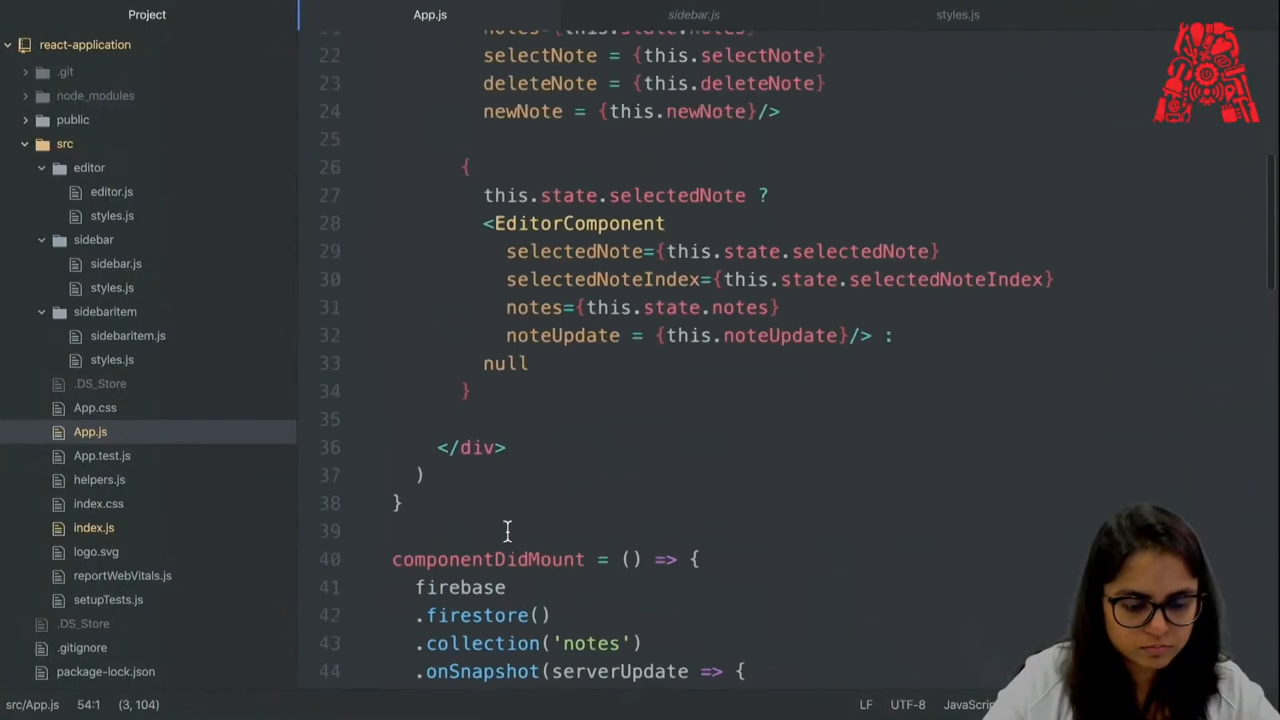 Project
App.js
sidebar.js
styles.js
react-application
.git
node_modules
public
src
editor
editor.js
styles.js
sidebar
sidebar.js
styles.js
sidebaritem
sidebaritem.js
styles.js
.DS_Store
App.css
App.js
App.test.js
helpers.js
index.css
index.js
logo.svg
reportWebVitals.js
setupTests.js
.DS_Store
.gitignore
package-lock.json
notes={this.state.notes}
22 selectNote = {this.selectNote}
23 deleteNote = {this.deleteNote}
24 newNote = {this.newNote}/>
25
26 {
27 this.state.selectedNote ?
28 <EditorComponent
29 selectedNote={this.state.selectedNote}
30 selectedNoteIndex={this.state.selectedNoteIndex}
31 notes={this.state.notes}
32 noteUpdate = {this.noteUpdate}/> :
33 null
34 }
35
36 </div>
37 )
38 }
39
40 componentDidMount = () => {
41 firebase
42 .firestore()
43 .collection('notes')
44 .onSnapshot(serverUpdate => {
src/App.js 54:1 (3, 104) LF UTF-8